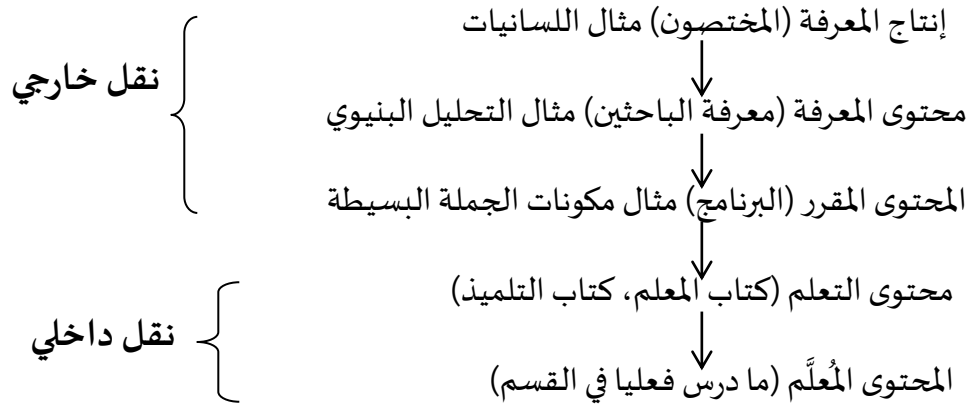 إنتاج المعرفة (المختصون) مثال اللسانيات
نقل خارجي
محتوى المعرفة (معرفة الباحثين) مثال التحليل البنيوي
المحتوى المقرر (البرنامج) مثال مكونات الجملة البسيطة
محتوى التعلم (كتاب المعلم، كتاب التلميذ)
نقل داخلي
المحتوى المُعلَّم (ما درس فعليا في القسم)